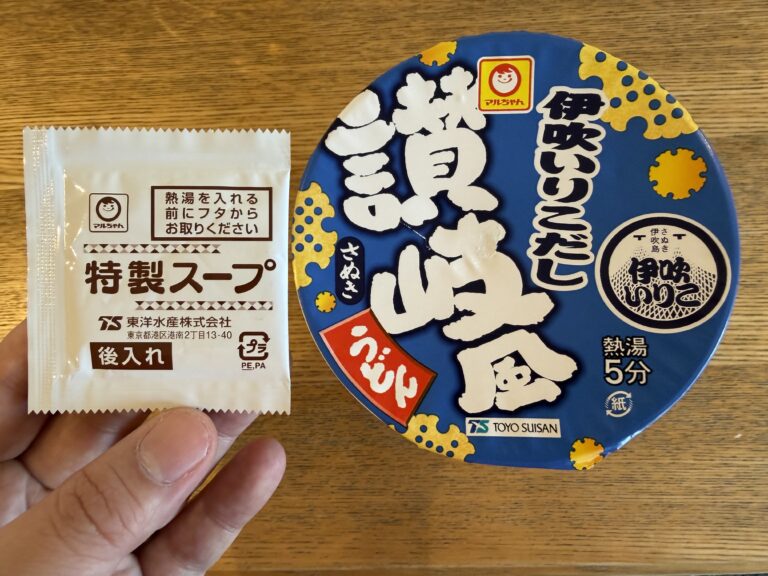 マルちゃん
熱湯を入れる
前にフタから
お取りください
特製スープ
TS 東洋水産株式会社
東京都港区港南2丁目13-40
後入れ
プラ
PE,PA
マルちゃん
伊吹いりこだし
讃岐風
さぬき
うどん
さぬき
伊吹島
伊吹
いりこ
熱湯
5分
紙
TS TOYO SUISAN